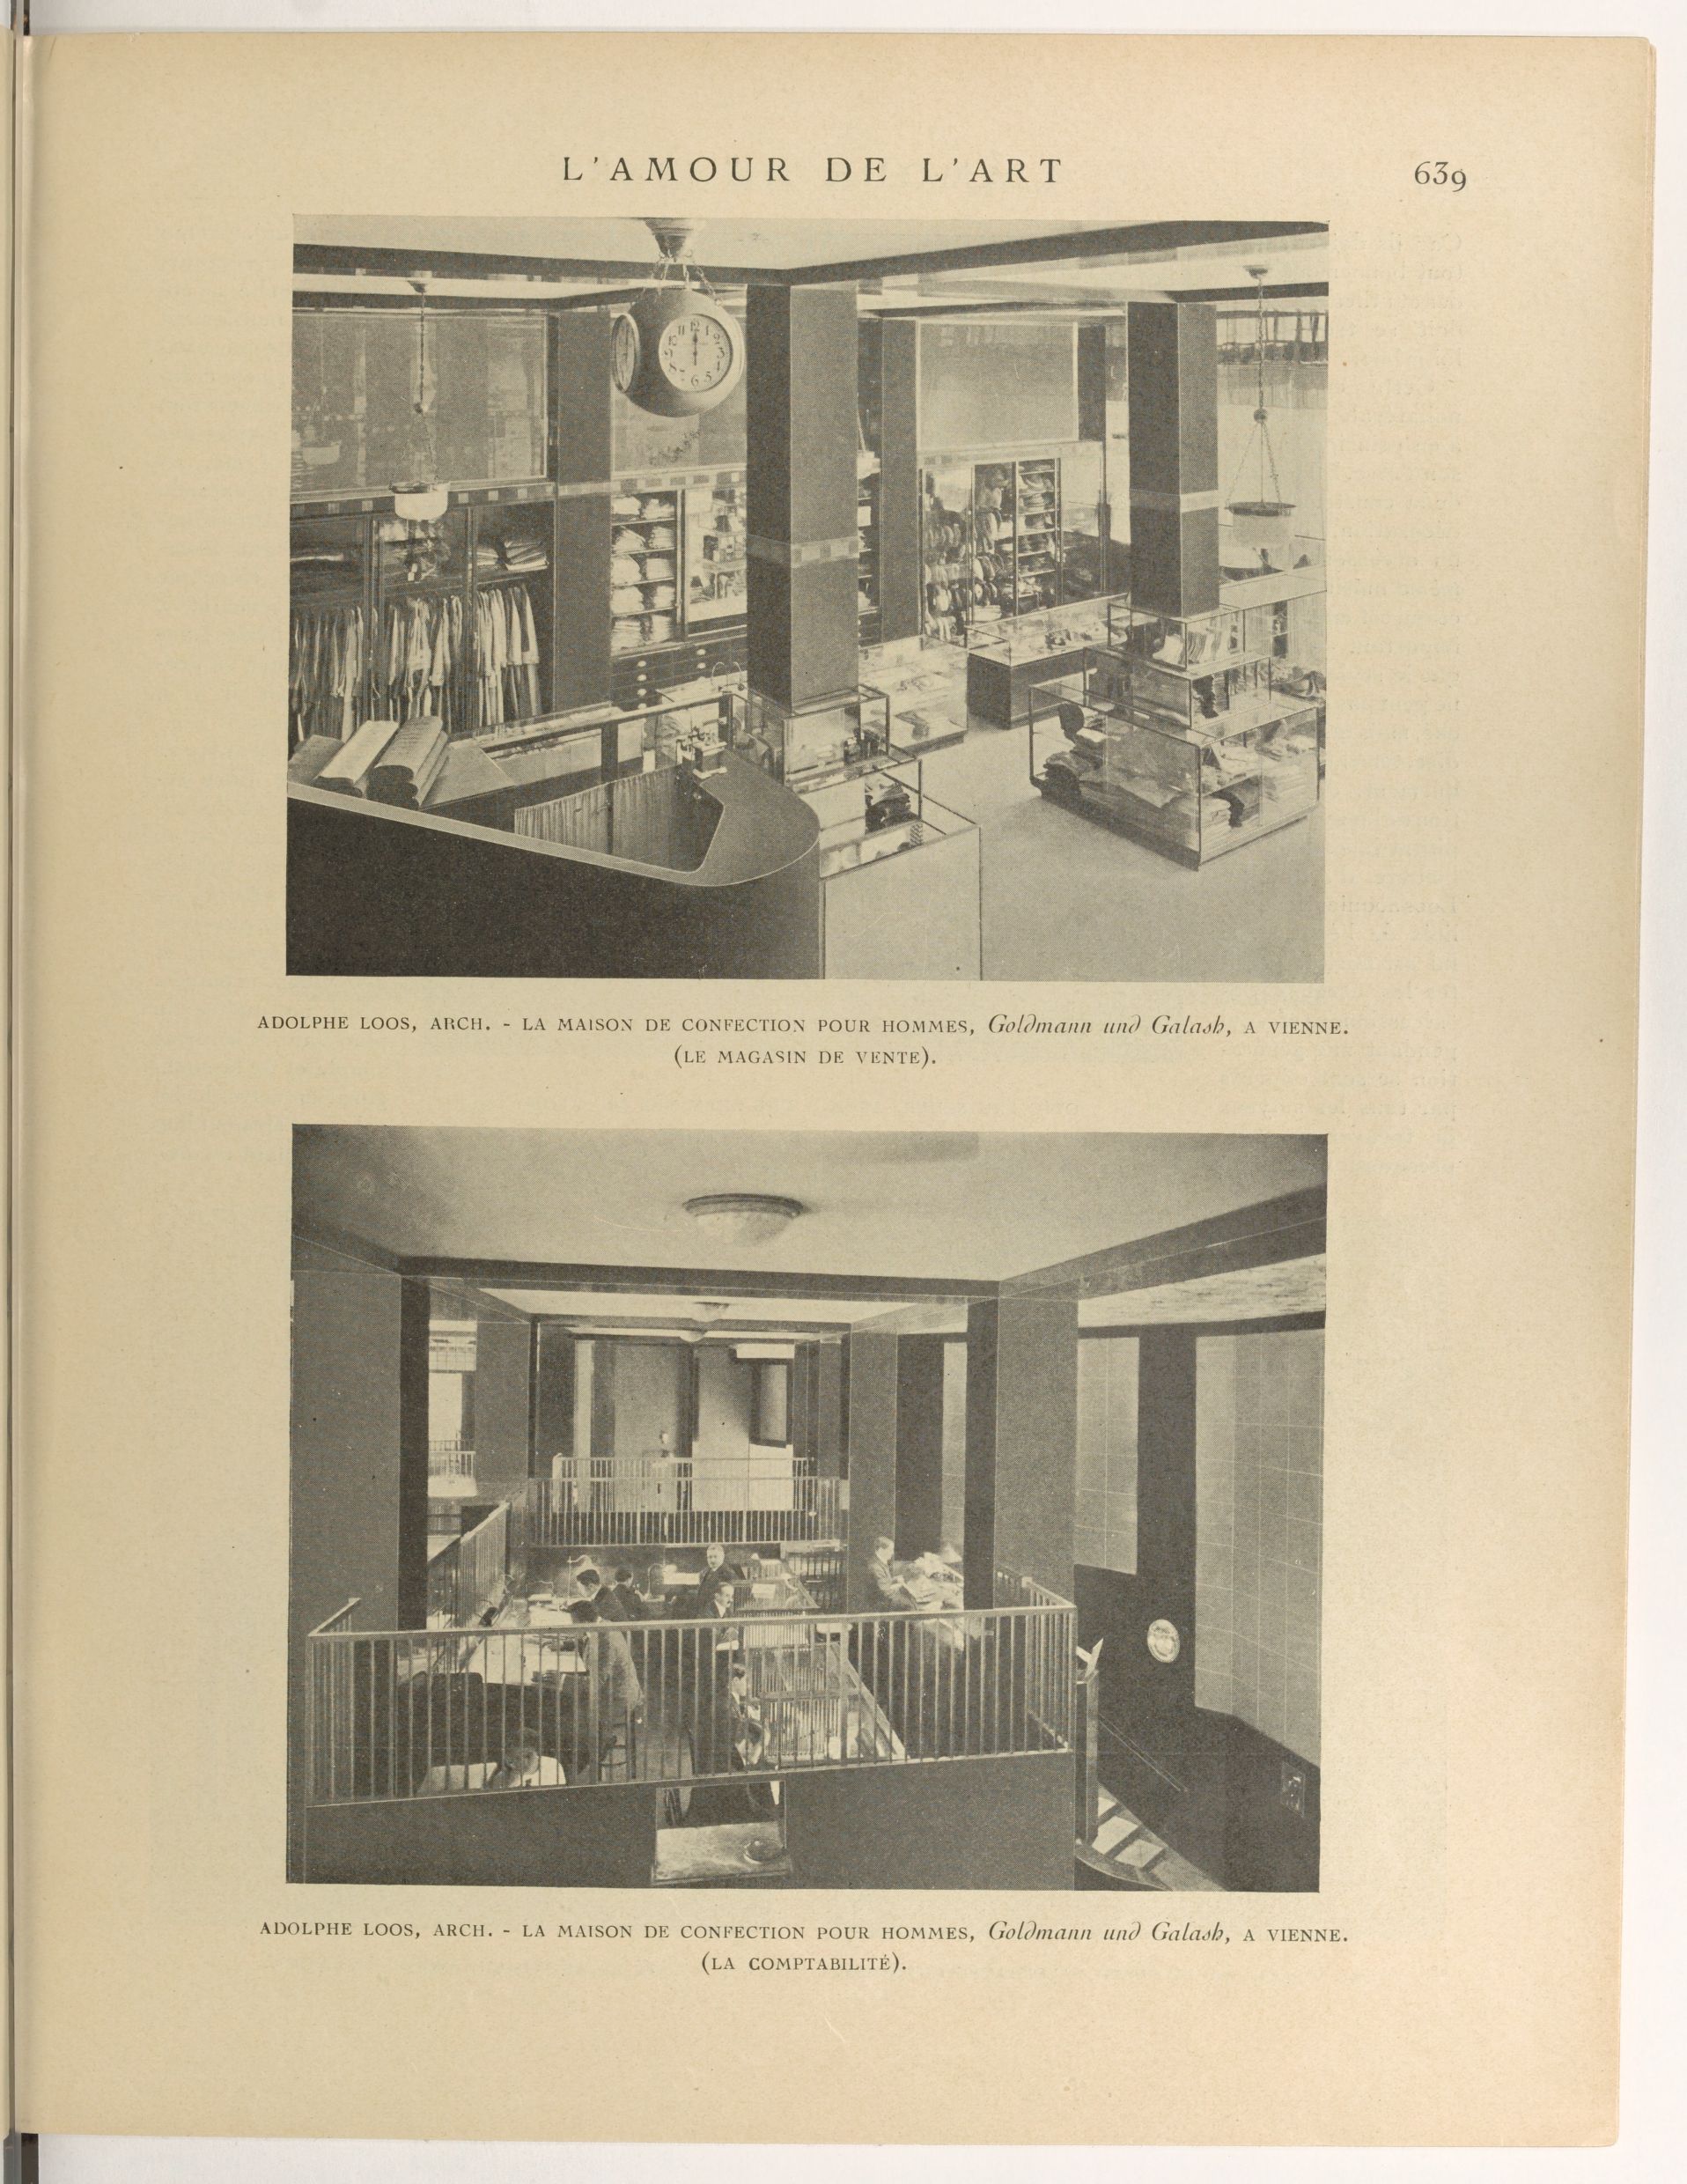 L'AMOUR DE L'ART
639
ADOLPHE LOOS, ARCH. - LA MAISON DE CONFECTION POUR HOMMES, Goldmann und Galash, A VIENNE.
(LE MAGASIN DE VENTE).
ADOLPHE LOOS, ARCH. - LA MAISON DE CONFECTION POUR HOMMES, Goldmann und Galash, A VIENNE.
(LA COMPTABILITÉ).